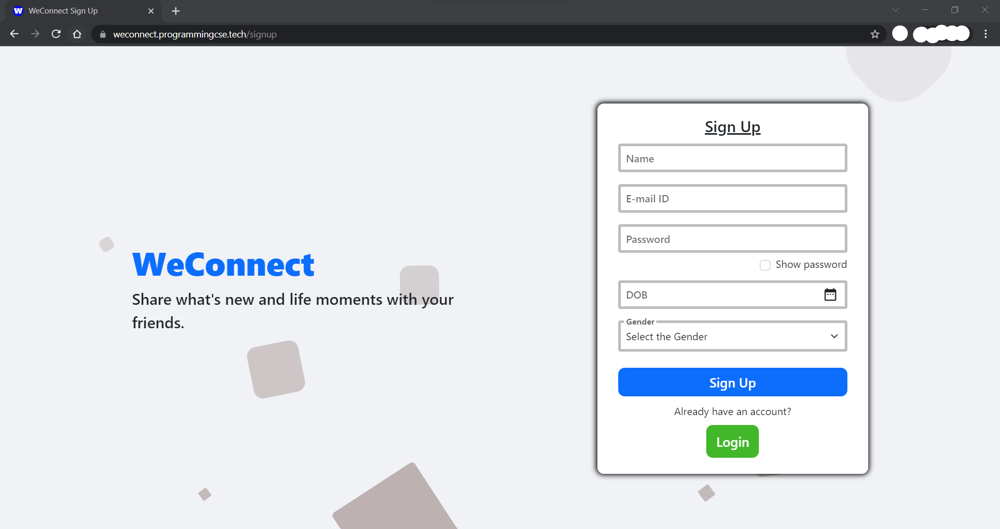 WeConnect Sign Up
weconnect.programmingcse.tech/signup
WeConnect
Share what's new and life moments with your
friends.
Sign Up
Name
E-mail ID
Password
Show password
DOB
Gender
Select the Gender
Sign Up
Already have an account?
Login